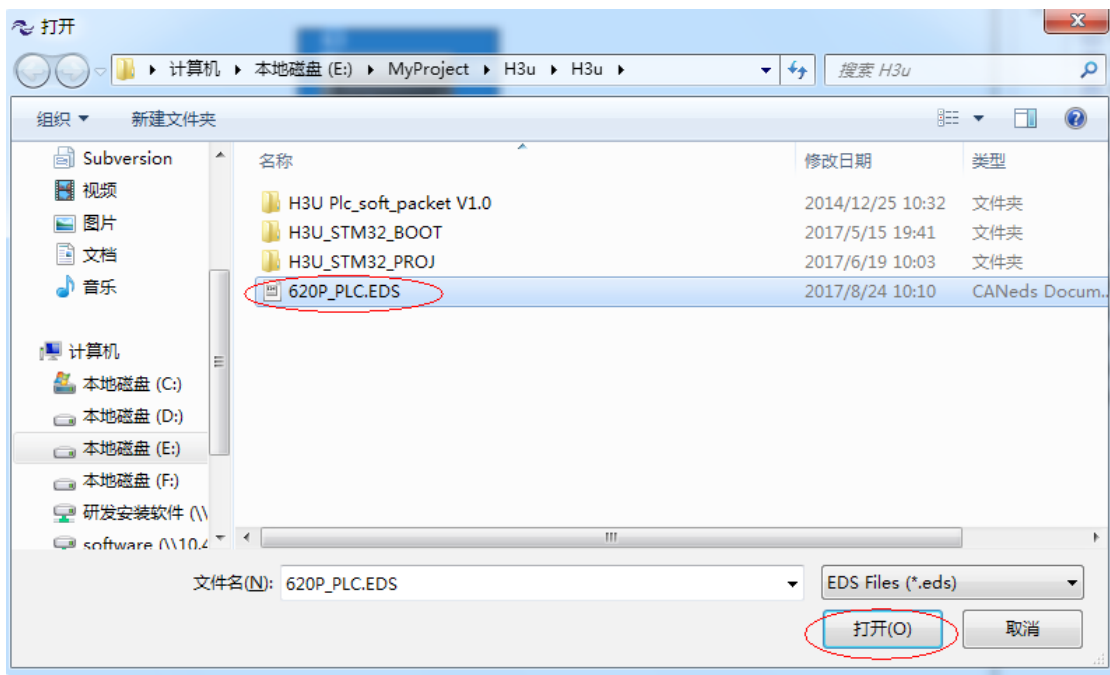 打开
计算机 本地磁盘 (E:) MyProject H3u H3u 搜索 H3u
组织 新建文件夹
Subversion
视频
图片
文档
音乐
计算机
本地磁盘 (C:)
本地磁盘 (D:)
本地磁盘 (E:)
本地磁盘 (F:)
研发安装软件 (\\
software (\\10.4
名称 修改日期 类型
H3U Plc_soft_packet V1.0 2014/12/25 10:32 文件夹
H3U_STM32_BOOT 2017/5/15 19:41 文件夹
H3U_STM32_PROJ 2017/6/19 10:03 文件夹
620P_PLC.EDS 2017/8/24 10:10 CANeds Docum...
文件名(N): 620P_PLC.EDS EDS Files (*.eds)
打开(O) 取消